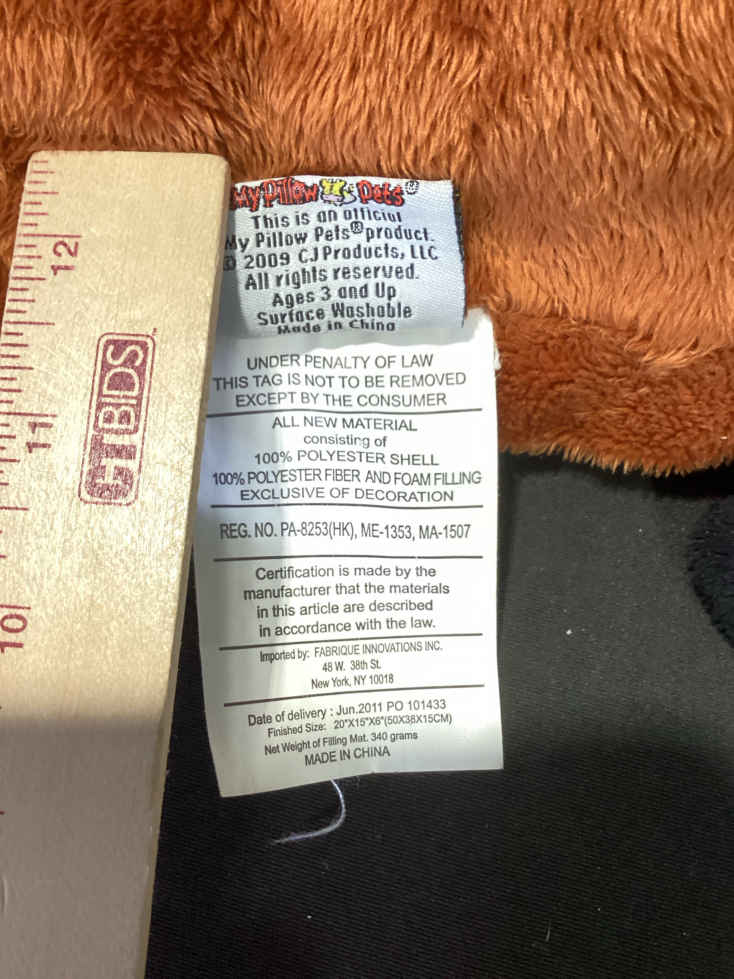 My Pillow Pets®
This is an official
My Pillow Pets® product.
© 2009 CJ Products, LLC
All rights reserved.
Ages 3 and Up
Surface Washable
Made in China
UNDER PENALTY OF LAW
THIS TAG IS NOT TO BE REMOVED
EXCEPT BY THE CONSUMER
ALL NEW MATERIAL
consisting of
100% POLYESTER SHELL
100% POLYESTER FIBER AND FOAM FILLING
EXCLUSIVE OF DECORATION
REG. NO. PA-8253(HK), ME-1353, MA-1507
Certification is made by the
manufacturer that the materials
in this article are described
in accordance with the law.
Imported by: FABRIQUE INNOVATIONS INC.
48 W. 38th St.
New York, NY 10018
Date of delivery : Jun.2011 PO 101433
Finished Size: 20"X15"X6"(50X38X15CM)
Net Weight of Filling Mat. 340 grams
MADE IN CHINA
12
11
10
CTBIDS